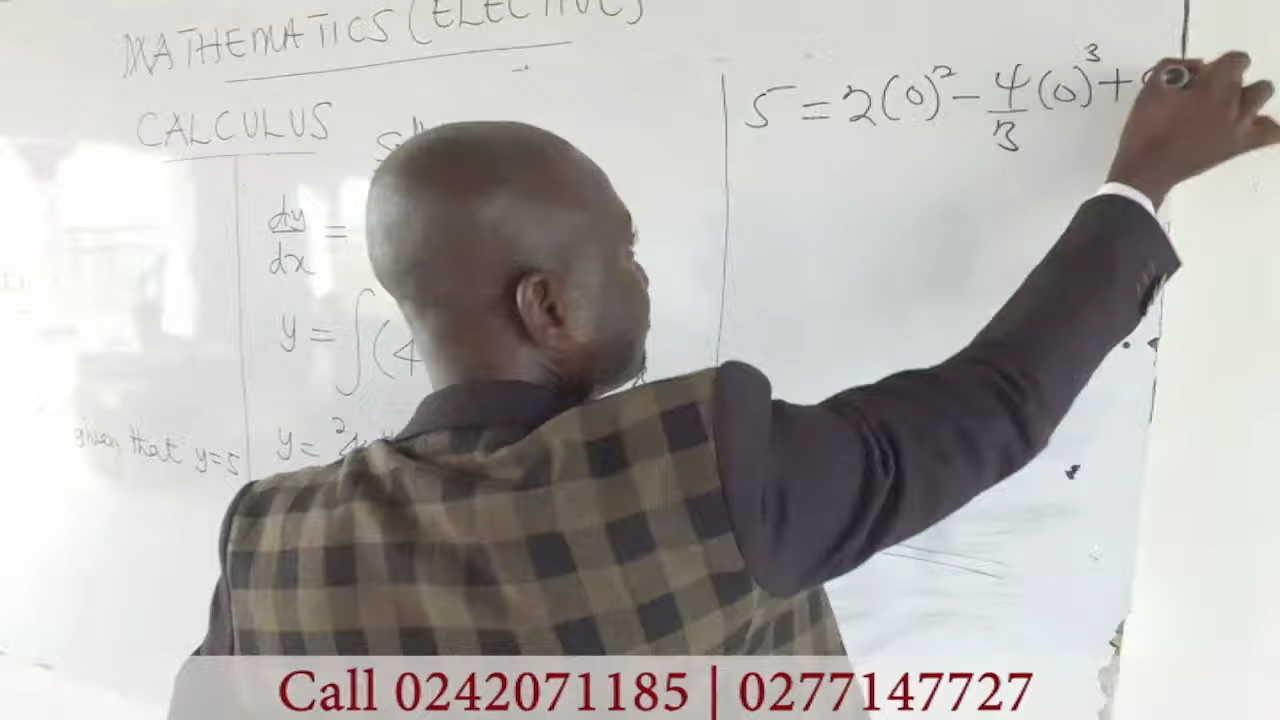 MATHEMATICS (ELECTIVE)
CALCULUS
dy/dx =
y = ∫(4
given that y=5
y = 2x
5 = 2(0)² - 4/3(0)³ +
Call 0242071185 | 0277147727